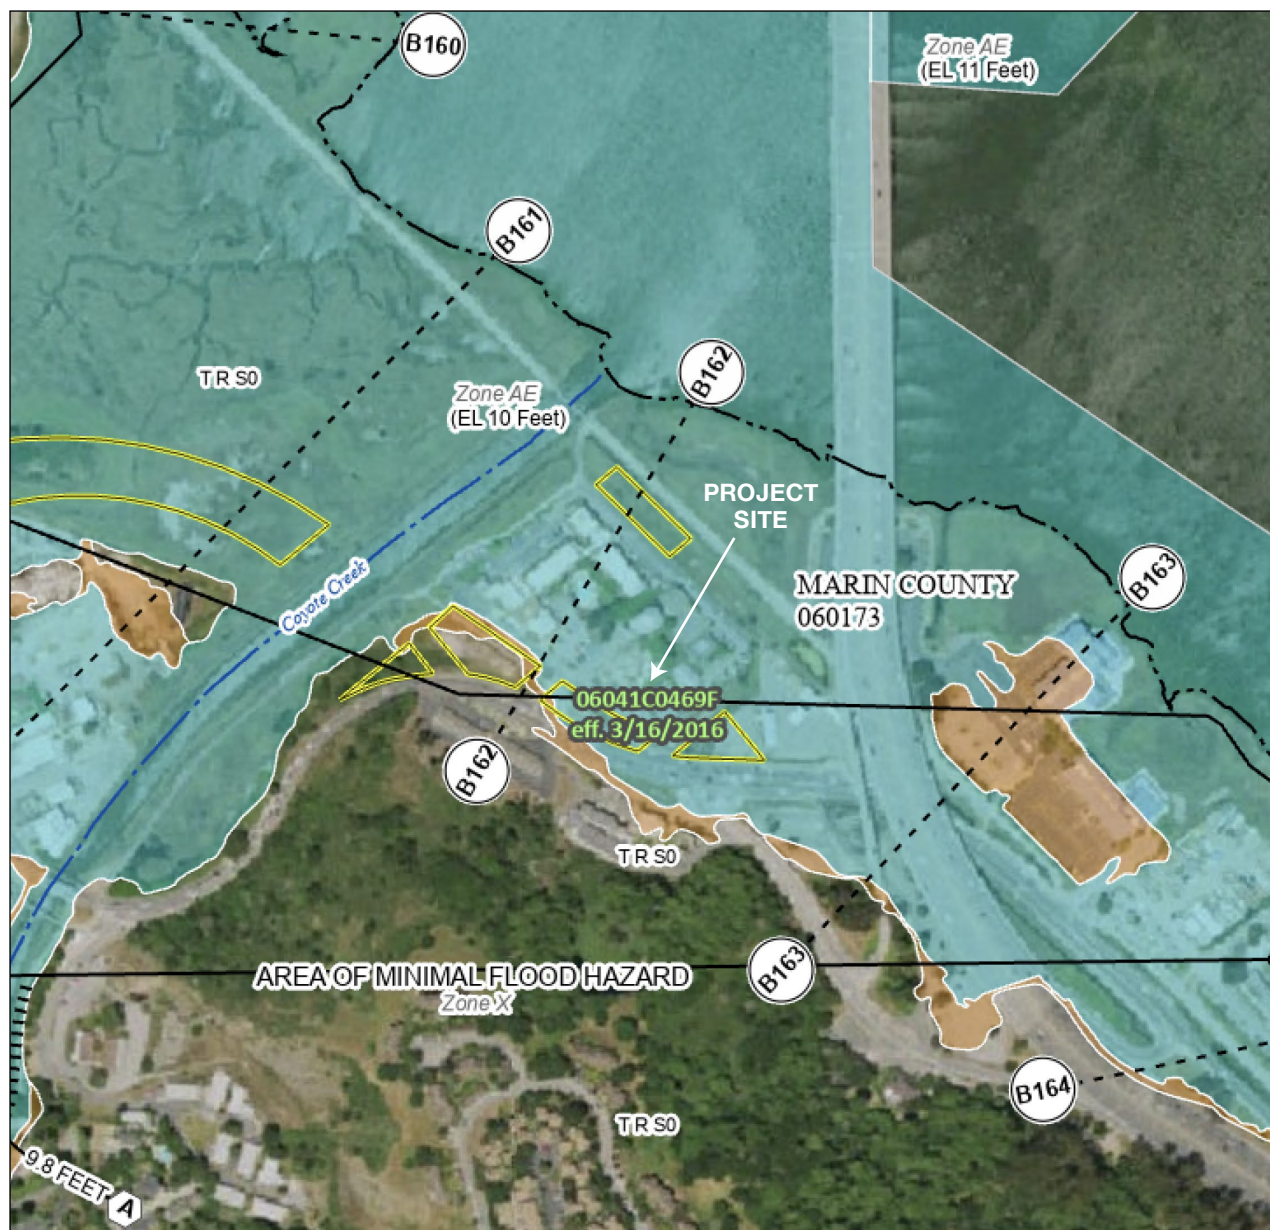 B160
Zone AE
(EL 11 Feet)
B161
T R S0
Zone AE
(EL 10 Feet)
B162
PROJECT
SITE
Coyote Creek
MARIN COUNTY
060173
B163
06041C0469F
eff. 3/16/2016
B162
T R S0
AREA OF MINIMAL FLOOD HAZARD
Zone X
B163
B164
T R S0
9.8 FEET
A